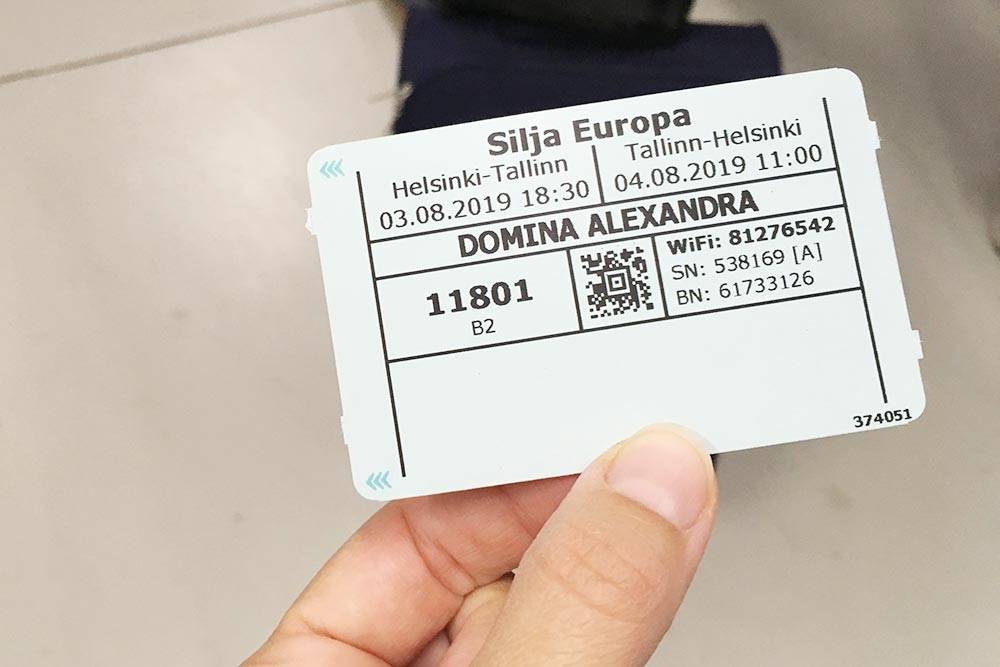 Silja Europa
Helsinki-Tallinn
03.08.2019 18:30
Tallinn-Helsinki
04.08.2019 11:00
DOMINA ALEXANDRA
11801
B2
WiFi: 81276542
SN: 538169 [A]
BN: 61733126
374051